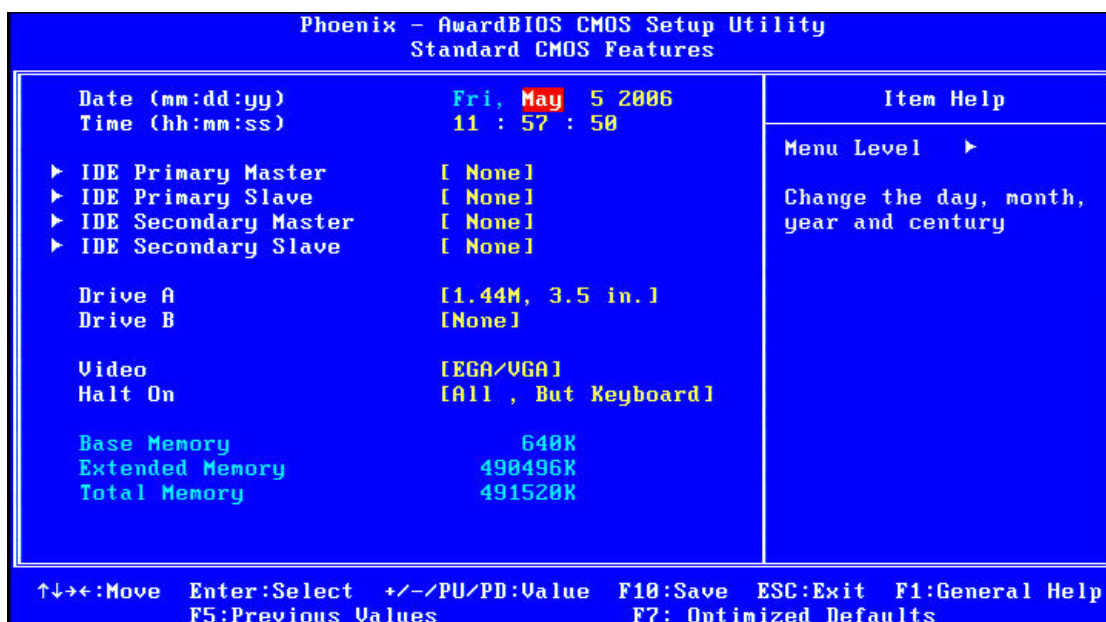 Phoenix - AwardBIOS CMOS Setup Utility
Standard CMOS Features
Date (mm:dd:yy) Fri, May 5 2006
Time (hh:mm:ss) 11 : 57 : 50
IDE Primary Master [ None]
IDE Primary Slave [ None]
IDE Secondary Master [ None]
IDE Secondary Slave [ None]
Drive A [1.44M, 3.5 in.]
Drive B [None]
Video [EGA/VGA]
Halt On [All , But Keyboard]
Base Memory 640K
Extended Memory 490496K
Total Memory 491520K
Item Help
Menu Level ►
Change the day, month,
year and century
↑↓→←:Move Enter:Select +/-/PU/PD:Value F10:Save ESC:Exit F1:General Help
F5:Previous Values F7: Optimized Defaults